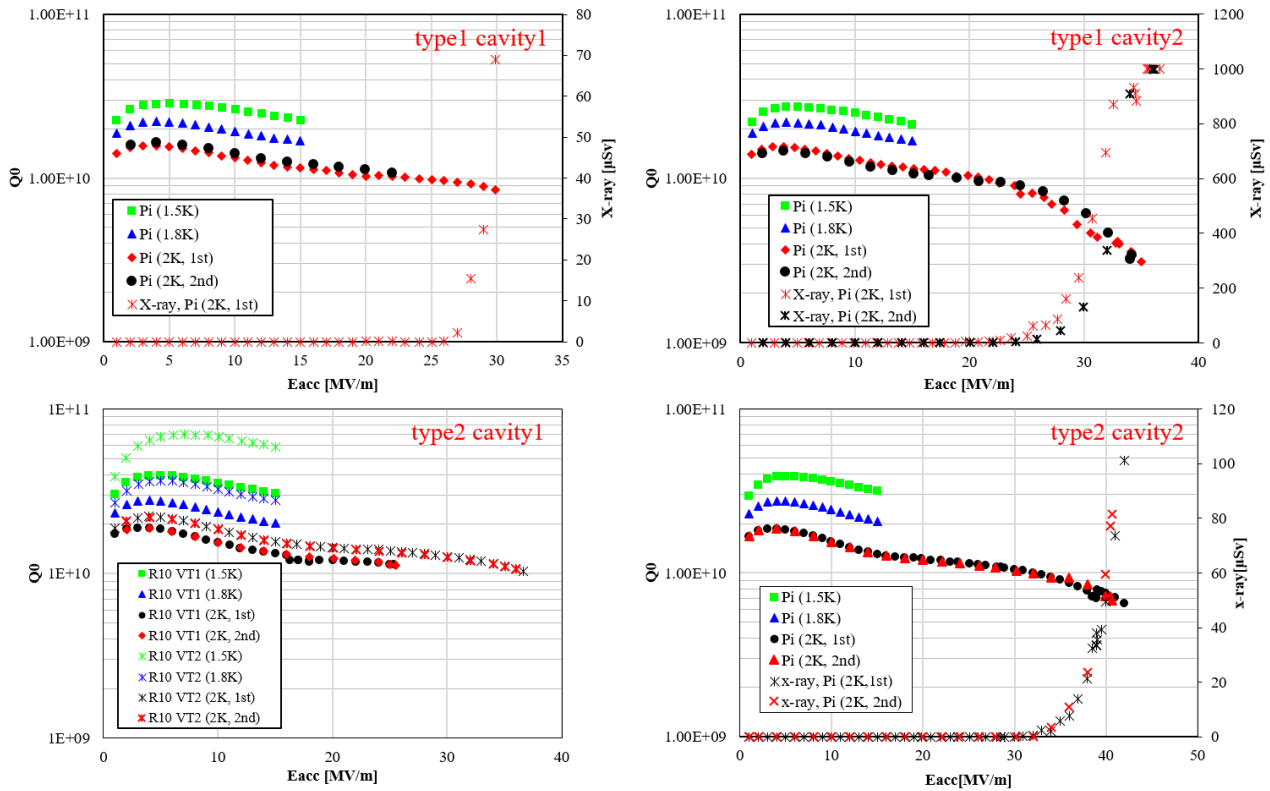 type1 cavity1
1.00E+11
1.00E+10
1.00E+09
Q0
80
70
60
50
40
30
20
10
0
X-ray [µSv]
Pi (1.5K)
Pi (1.8K)
Pi (2K, 1st)
Pi (2K, 2nd)
X-ray, Pi (2K, 1st)
0 5 10 15 20 25 30 35
Eacc [MV/m]
type1 cavity2
1.00E+11
1.00E+10
1.00E+09
Q0
1200
1000
800
600
400
200
0
X-ray [µSv]
Pi (1.5K)
Pi (1.8K)
Pi (2K, 1st)
Pi (2K, 2nd)
X-ray, Pi (2K, 1st)
X-ray, Pi (2K, 2nd)
0 10 20 30 40
Eacc [MV/m]
type2 cavity1
1E+11
1E+10
1E+09
Q0
R10 VT1 (1.5K)
R10 VT1 (1.8K)
R10 VT1 (2K, 1st)
R10 VT1 (2K, 2nd)
R10 VT2 (1.5K)
R10 VT2 (1.8K)
R10 VT2 (2K, 1st)
R10 VT2 (2K, 2nd)
0 10 20 30 40
Eacc [MV/m]
type2 cavity2
1.00E+11
1.00E+10
1.00E+09
Q0
120
100
80
60
40
20
0
x-ray[µSv]
Pi (1.5K)
Pi (1.8K)
Pi (2K, 1st)
Pi (2K, 2nd)
x-ray, Pi (2K,1st)
x-ray, Pi (2K, 2nd)
0 10 20 30 40 50
Eacc[MV/m]